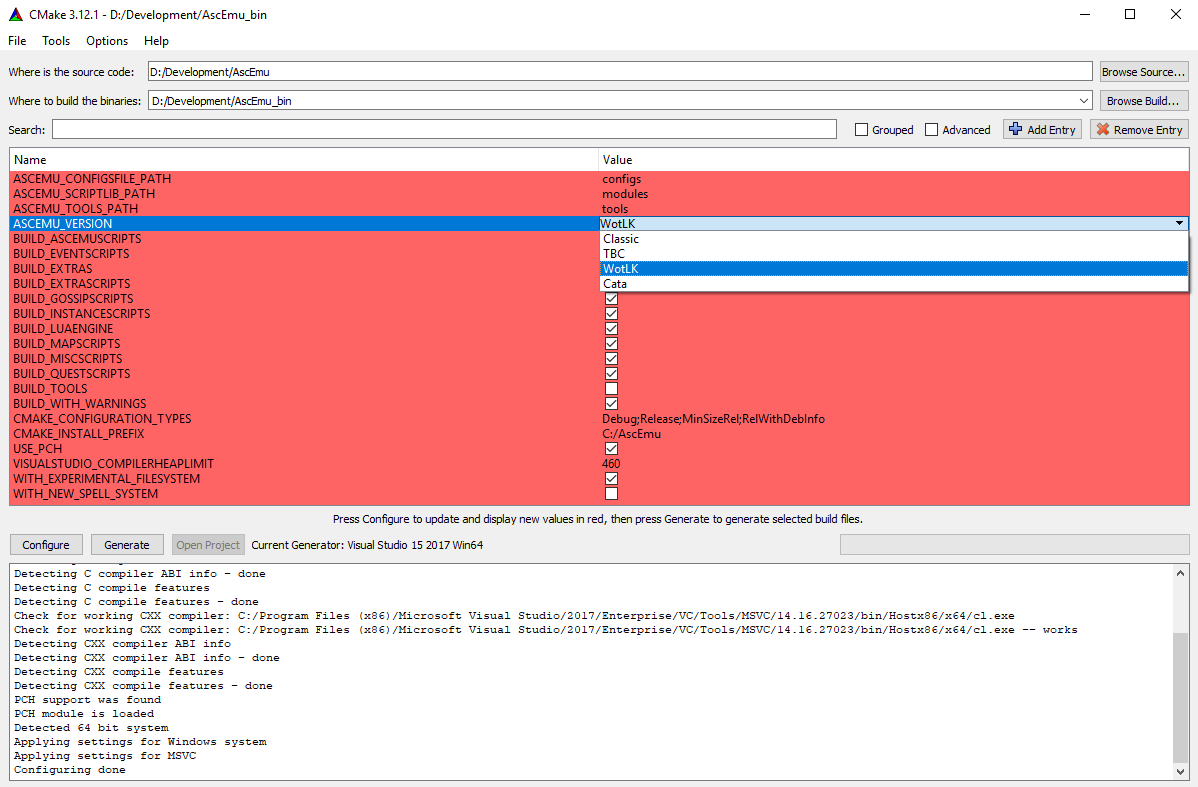 CMake 3.12.1 - D:/Development/AscEmu_bin
File Tools Options Help
Where is the source code: D:/Development/AscEmu Browse Source...
Where to build the binaries: D:/Development/AscEmu_bin Browse Build...
Search: Grouped Advanced Add Entry Remove Entry
Name Value
ASCEMU_CONFIGSFILE_PATH configs
ASCEMU_SCRIPTLIB_PATH modules
ASCEMU_TOOLS_PATH tools
ASCEMU_VERSION WotLK
BUILD_ASCEMUSCRIPTS Classic
BUILD_EVENTSCRIPTS TBC
BUILD_EXTRAS WotLK
BUILD_EXTRASCRIPTS Cata
BUILD_GOSSIPSCRIPTS
BUILD_INSTANCESCRIPTS
BUILD_LUAENGINE
BUILD_MAPSCRIPTS
BUILD_MISCSCRIPTS
BUILD_QUESTSCRIPTS
BUILD_TOOLS
BUILD_WITH_WARNINGS
CMAKE_CONFIGURATION_TYPES Debug;Release;MinSizeRel;RelWithDebInfo
CMAKE_INSTALL_PREFIX C:/AscEmu
USE_PCH
VISUALSTUDIO_COMPILERHEAPLIMIT 460
WITH_EXPERIMENTAL_FILESYSTEM
WITH_NEW_SPELL_SYSTEM
Press Configure to update and display new values in red, then press Generate to generate selected build files.
Configure Generate Open Project Current Generator: Visual Studio 15 2017 Win64
Detecting C compiler ABI info - done
Detecting C compile features
Detecting C compile features - done
Check for working CXX compiler: C:/Program Files (x86)/Microsoft Visual Studio/2017/Enterprise/VC/Tools/MSVC/14.16.27023/bin/Hostx86/x64/cl.exe
Check for working CXX compiler: C:/Program Files (x86)/Microsoft Visual Studio/2017/Enterprise/VC/Tools/MSVC/14.16.27023/bin/Hostx86/x64/cl.exe -- works
Detecting CXX compiler ABI info
Detecting CXX compiler ABI info - done
Detecting CXX compile features
Detecting CXX compile features - done
PCH support was found
PCH module is loaded
Detected 64 bit system
Applying settings for Windows system
Applying settings for MSVC
Configuring done